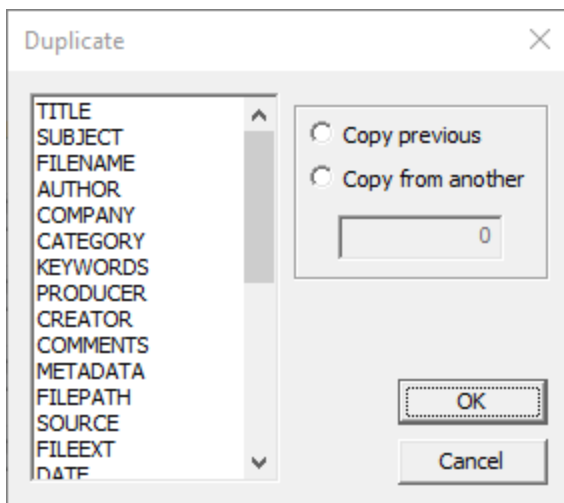 Duplicate
TITLE
SUBJECT
FILENAME
AUTHOR
COMPANY
CATEGORY
KEYWORDS
PRODUCER
CREATOR
COMMENTS
METADATA
FILEPATH
SOURCE
FILEEXT
DATE
Copy previous
Copy from another
0
OK
Cancel